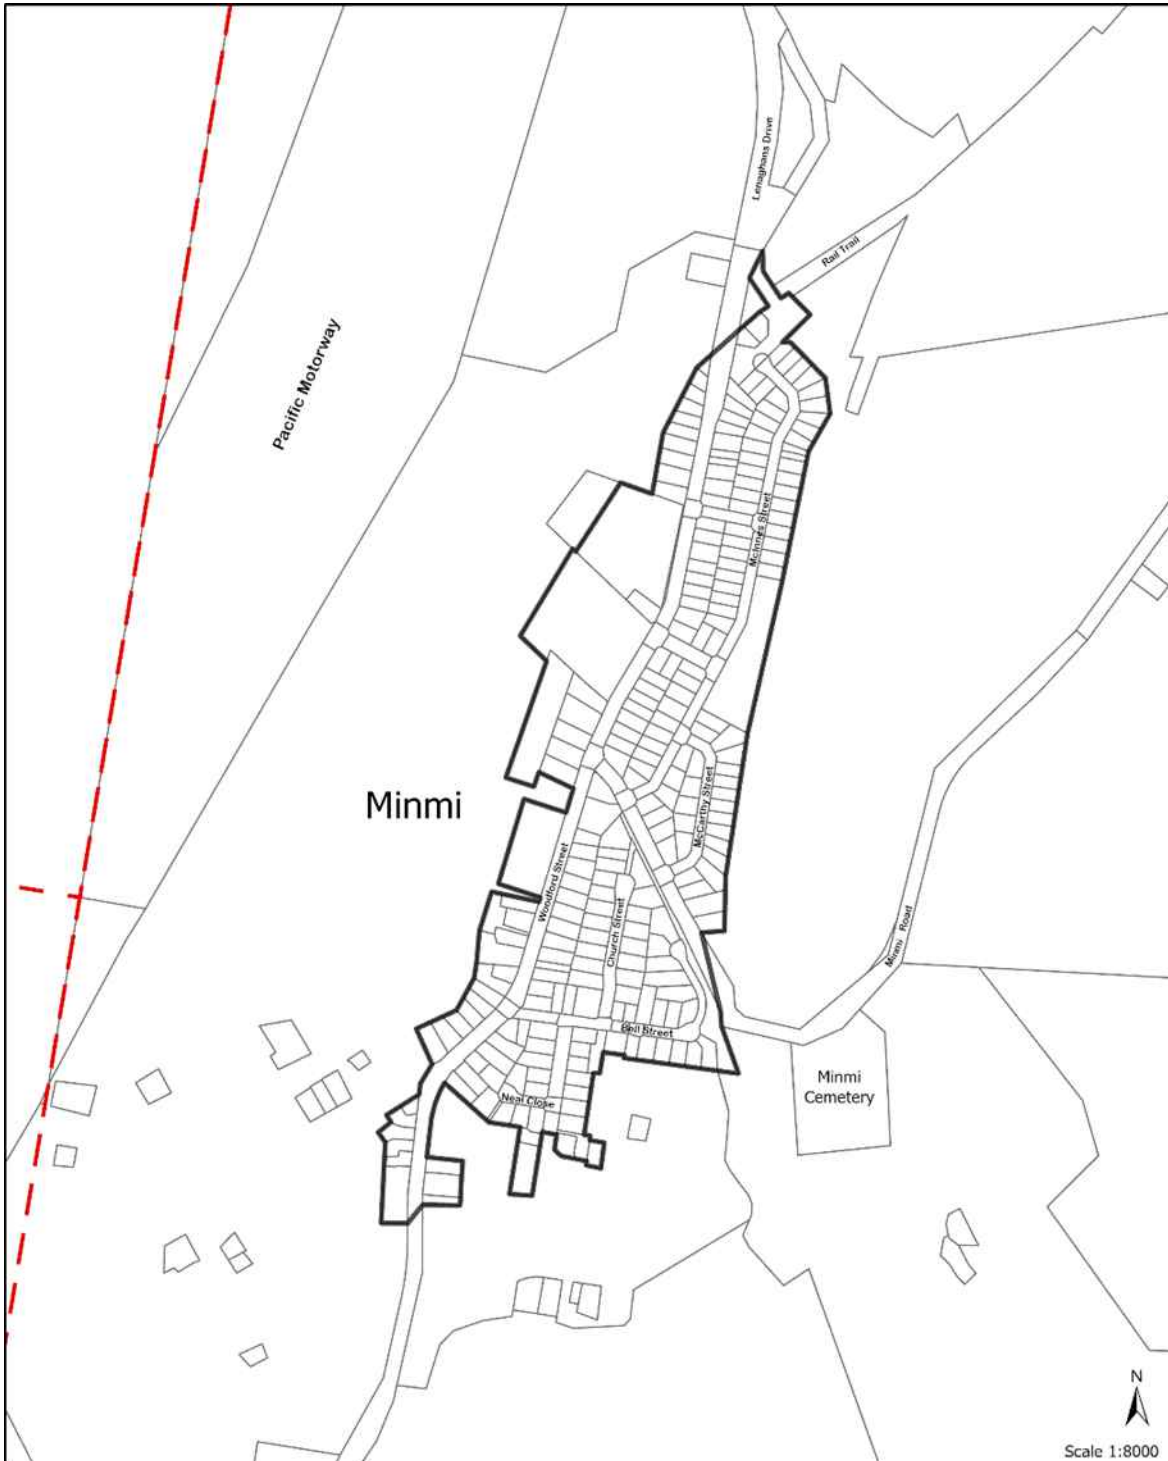 Lenaghans Drive
Rail Trail
Pacific Motorway
McInnes Street
Minmi
McCarthy Street
Woodford Street
Church Street
Minmi Road
Bell Street
Minmi
Cemetery
Neal Close
N
Scale 1:8000